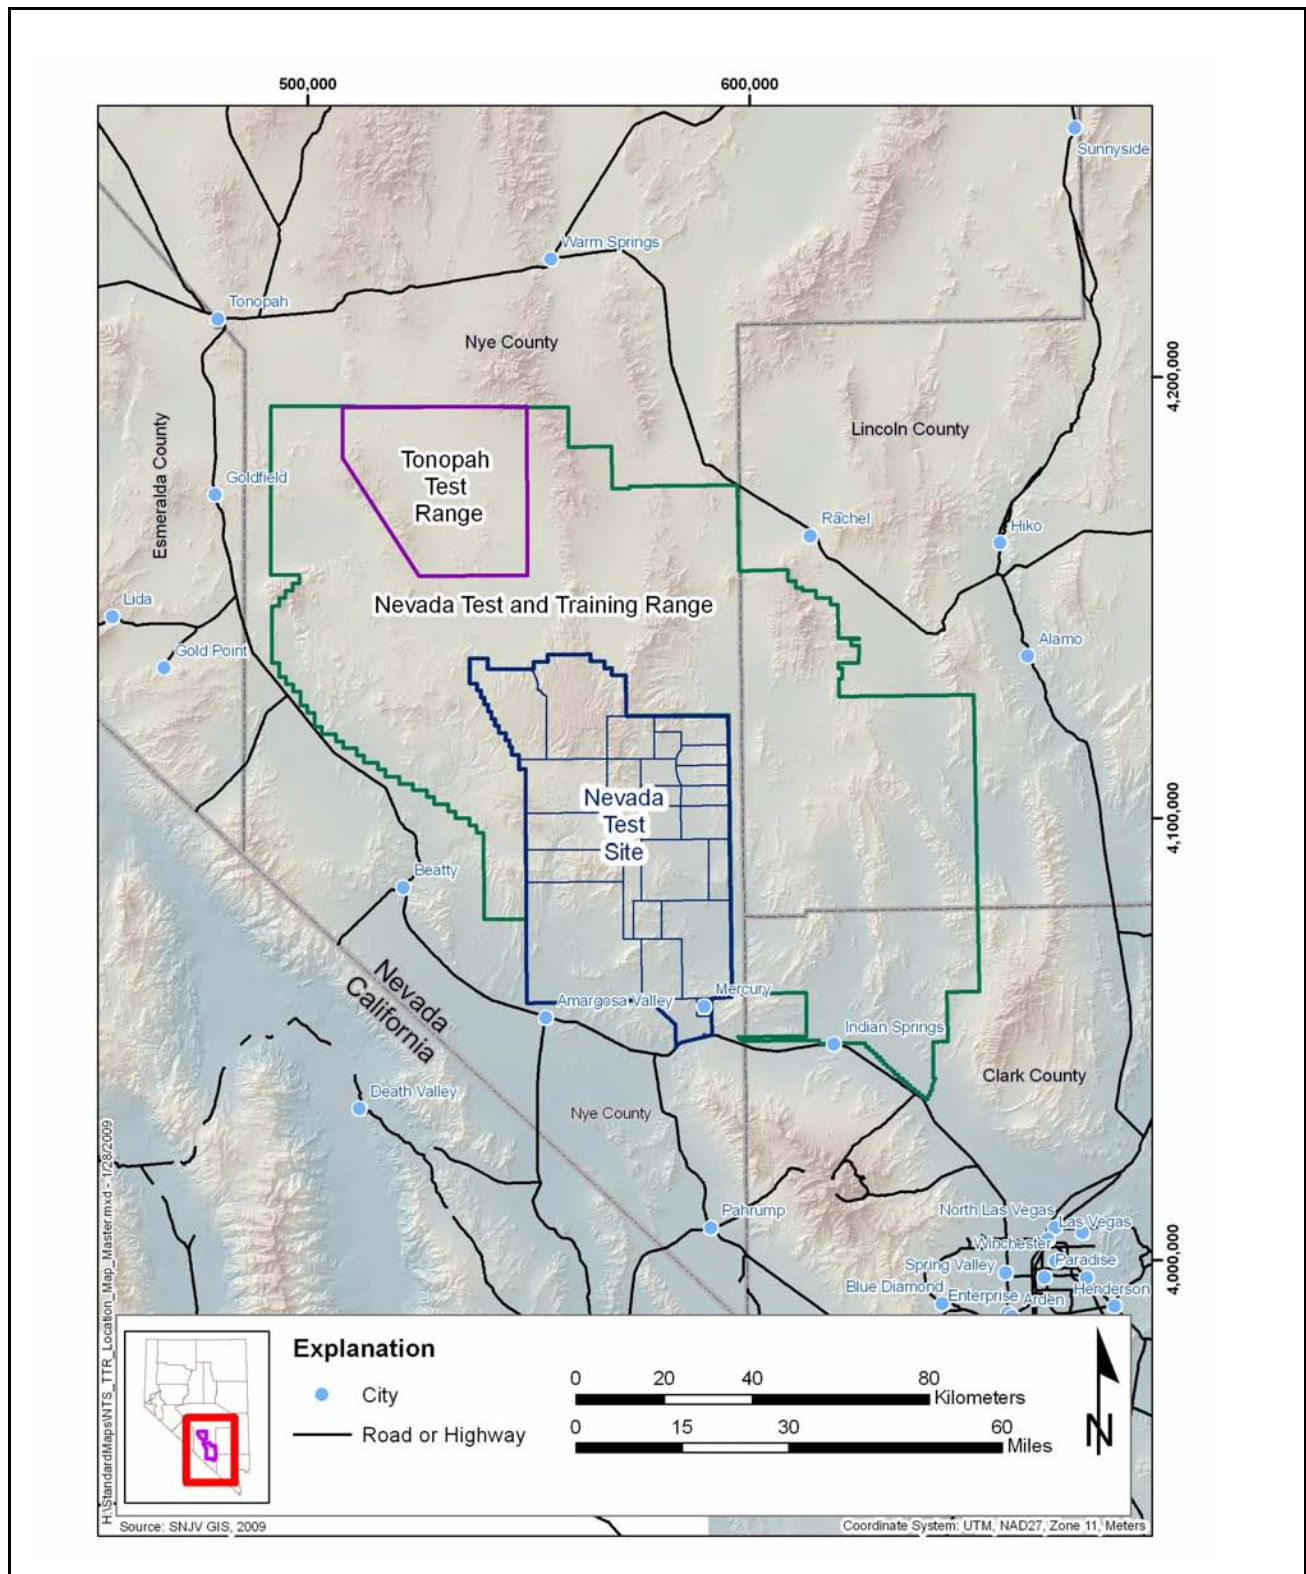 500,000
600,000
Sunnyside
Warm Springs
Tonopah
Nye County
4,200,000
Lincoln County
Esmeralda County
Tonopah
Test
Range
Goldfield
Rachel
Hiko
Nevada Test and Training Range
Lida
Gold Point
Alamo
Nevada
Test
Site
4,100,000
Beatty
Nevada
California
Mercury
Amargosa Valley
Indian Springs
Clark County
Death Valley
Nye County
Pahrump
North Las Vegas
Las Vegas
Winchester
Paradise
Spring Valley
4,000,000
Blue Diamond
Enterprise
Arden
Henderson
H:\StandardMaps\NTS_TTR_Location_Map_Master.mxd - 1/28/2009
Explanation
City
Road or Highway
0 20 40 80
Kilometers
0 15 30 60
Miles
N
Source: SNJV GIS, 2009
Coordinate System: UTM, NAD27, Zone 11, Meters